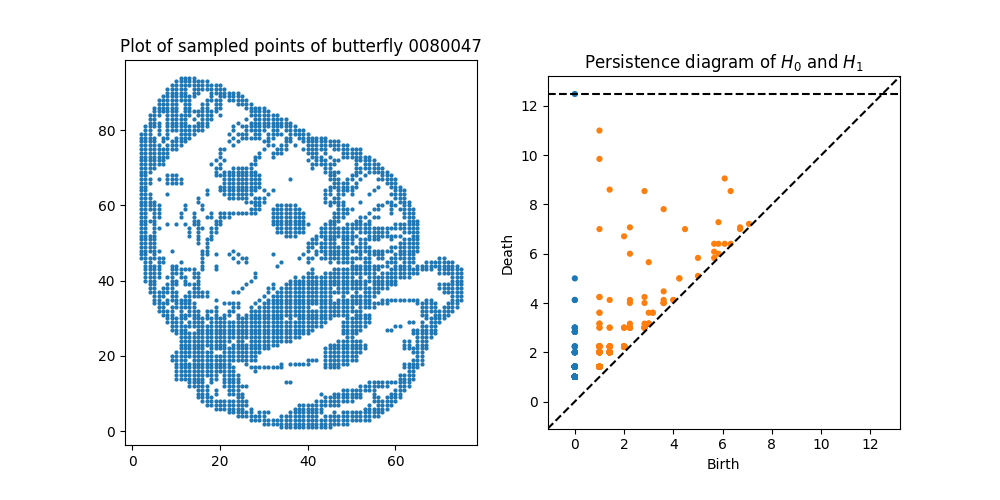 Plot of sampled points of butterfly 0080047
80
60
40
20
0
0 20 40 60
Persistence diagram of H₀ and H₁
12
10
8
6
4
2
0
Death
0 2 4 6 8 10 12
Birth